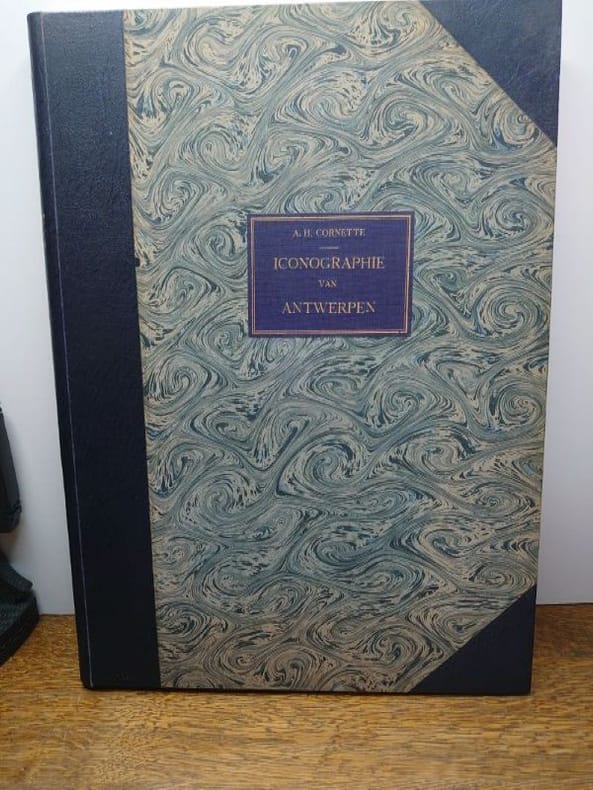 A. H. CORNETTE
ICONOGRAPHIE
VAN
ANTWERPEN